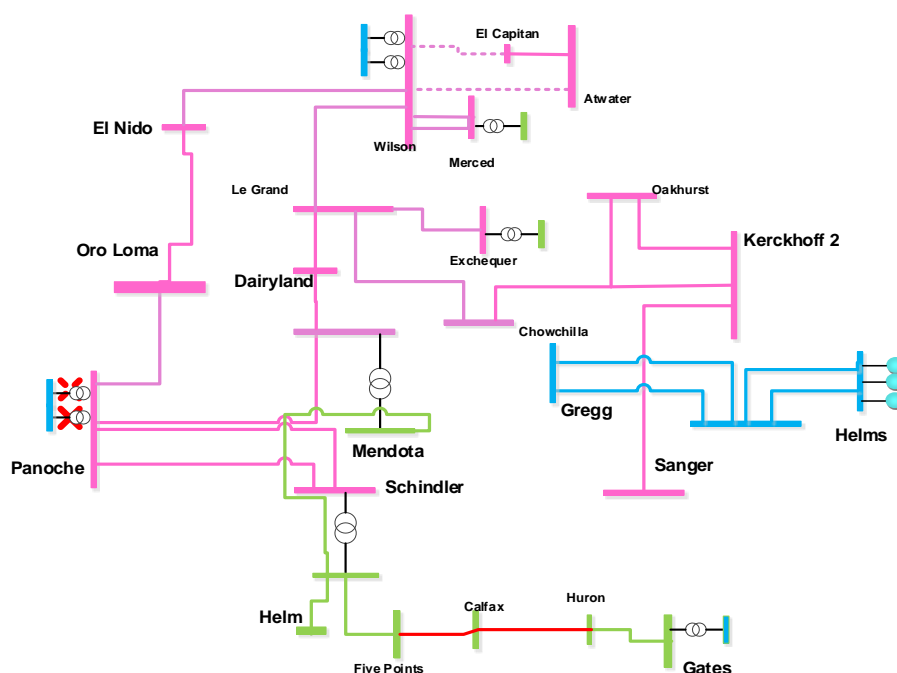 El Capitan
Atwater
El Nido
Wilson
Merced
Le Grand
Oakhurst
Kerckhoff 2
Oro Loma
Exchequer
Dairyland
Chowchilla
Gregg
Helms
Mendota
Panoche
Sanger
Schindler
Huron
Calfax
Helm
Five Points
Gates